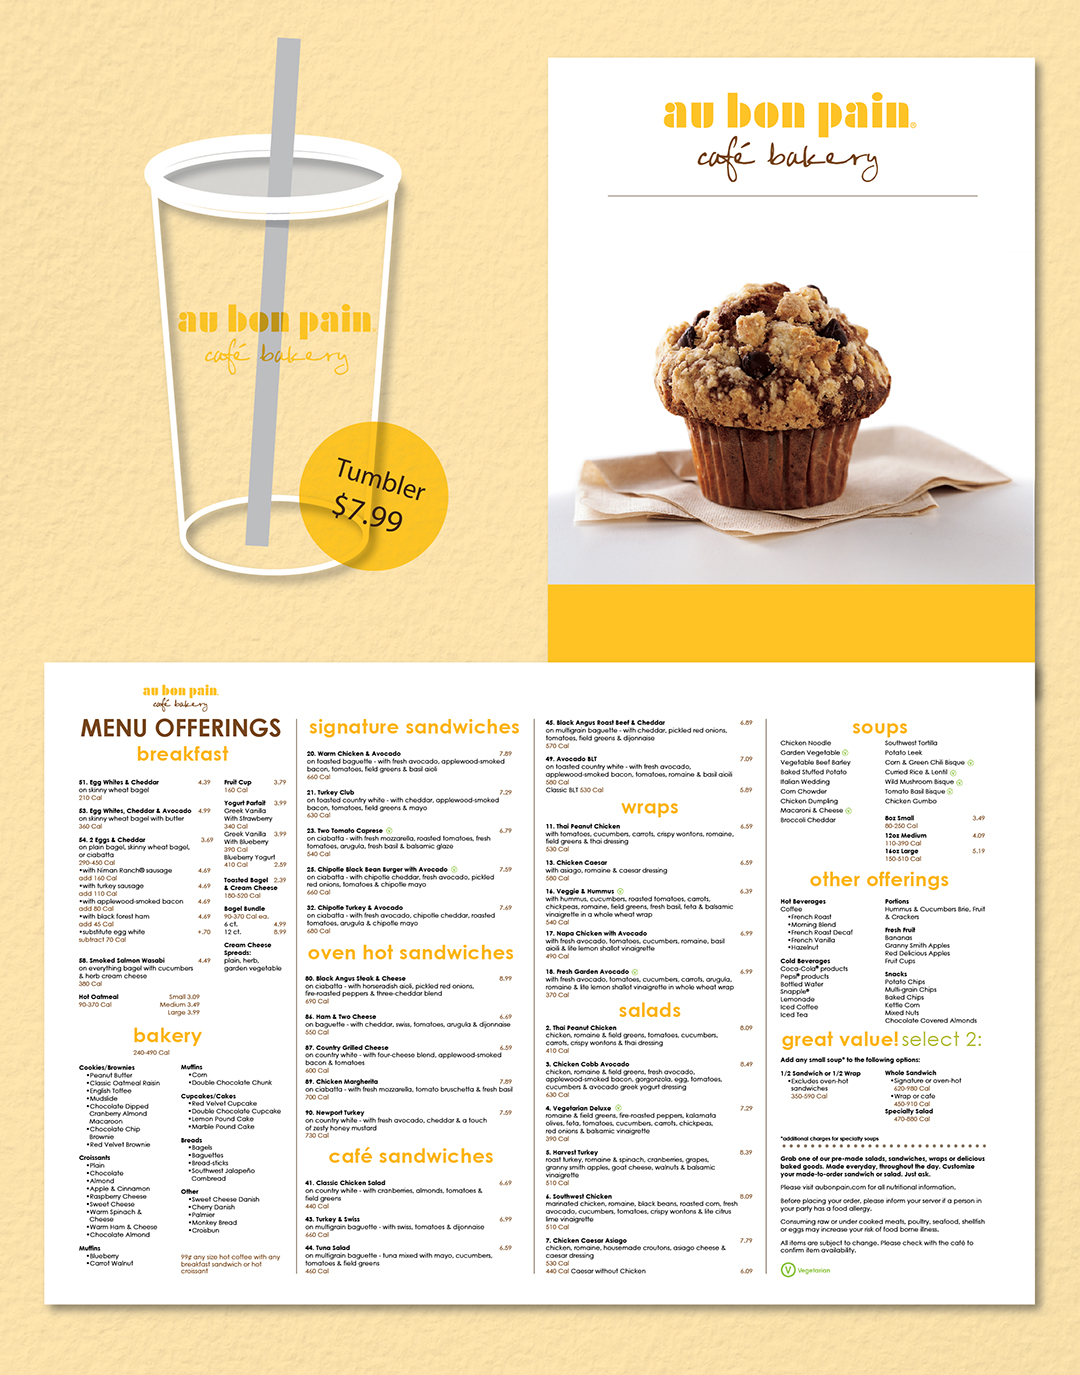 au bon pain®
café bakery
au bon pain
café bakery
Tumbler
$7.99
au bon pain
café bakery
MENU OFFERINGS
breakfast
51. Egg Whites & Cheddar 4.39
on skinny wheat bagel
210 Cal
53. Egg Whites, Cheddar & Avocado 4.99
on skinny wheat bagel with butter
360 Cal
54. 2 Eggs & Cheddar 3.69
on plain bagel, skinny wheat bagel,
or ciabatta
290-450 Cal
•with Niman Ranch® sausage 4.69
add 160 Cal
•with turkey sausage 4.69
add 110 Cal
•with applewood-smoked bacon 4.69
add 80 Cal
•with black forest ham 4.69
add 45 Cal
•substitute egg white +.70
subtract 70 Cal
58. Smoked Salmon Wasabi 4.49
on everything bagel with cucumbers
& herb cream cheese
380 Cal
Hot Oatmeal Small 3.09
90-370 Cal Medium 3.49
Large 3.99
Fruit Cup 3.79
160 Cal
Yogurt Parfait 3.99
Greek Vanilla
With Strawberry
340 Cal
Greek Vanilla 3.99
With Blueberry
390 Cal
Blueberry Yogurt
410 Cal 2.59
Toasted Bagel 2.39
& Cream Cheese
180-520 Cal
Bagel Bundle
90-370 Cal ea.
6 ct. 4.99
12 ct. 8.99
Cream Cheese
Spreads:
plain, herb,
garden vegetable
bakery
240-490 Cal
Cookies/Brownies
•Peanut Butter
•Classic Oatmeal Raisin
•English Toffee
•Mudslide
•Chocolate Dipped
Cranberry Almond
Macaroon
•Chocolate Chip
Brownie
•Red Velvet Brownie
Croissants
•Plain
•Chocolate
•Almond
•Apple & Cinnamon
•Raspberry Cheese
•Sweet Cheese
•Warm Spinach &
Cheese
•Warm Ham & Cheese
•Chocolate Almond
Muffins
•Blueberry
•Carrot Walnut
Muffins
•Corn
•Double Chocolate Chunk
Cupcakes/Cakes
•Red Velvet Cupcake
•Double Chocolate Cupcake
•Lemon Pound Cake
•Marble Pound Cake
Breads
•Bagels
•Baguettes
•Bread-sticks
•Southwest Jalapeño
Cornbread
Other
•Sweet Cheese Danish
•Cherry Danish
•Palmier
•Monkey Bread
•Croisbun
99¢ any size hot coffee with any
breakfast sandwich or hot
croissant
signature sandwiches
20. Warm Chicken & Avocado 7.89
on toasted baguette - with fresh avocado, applewood-smoked
bacon, tomatoes, field greens & basil aioli
660 Cal
21. Turkey Club 7.29
on toasted country white - with cheddar, applewood-smoked
bacon, tomatoes, field greens & mayo
630 Cal
23. Two Tomato Caprese V 6.79
on ciabatta - with fresh mozzarella, roasted tomatoes, fresh
tomatoes, arugula, fresh basil & balsamic glaze
540 Cal
25. Chipotle Black Bean Burger with Avocado V 7.59
on ciabatta - with chipotle cheddar, fresh avocado, pickled
red onions, tomatoes & chipotle mayo
660 Cal
32. Chipotle Turkey & Avocado 7.69
on ciabatta - with fresh avocado, chipotle cheddar, roasted
tomatoes, arugula & chipotle mayo
680 Cal
oven hot sandwiches
80. Black Angus Steak & Cheese 8.99
on ciabatta - with horseradish aioli, pickled red onions,
fire-roasted peppers & three-cheddar blend
690 Cal
86. Ham & Two Cheese 6.69
on baguette - with cheddar, swiss, tomatoes, arugula & dijonnaise
550 Cal
87. Country Grilled Cheese 6.59
on country white - with four-cheese blend, applewood-smoked
bacon & tomatoes
600 Cal
89. Chicken Margherita 7.89
on ciabatta - with fresh mozzarella, tomato bruschetta & fresh basil
700 Cal
90. Newport Turkey 7.59
on country white - with fresh avocado, cheddar & a touch
of zesty honey mustard
730 Cal
café sandwiches
41. Classic Chicken Salad 6.69
on country white - with cranberries, almonds, tomatoes &
field greens
440 Cal
43. Turkey & Swiss 6.99
on multigrain baguette - with swiss, tomatoes & dijonnaise
660 Cal
44. Tuna Salad 6.59
on multigrain baguette - tuna mixed with mayo, cucumbers,
tomatoes & field greens
460 Cal
45. Black Angus Roast Beef & Cheddar 6.89
on multigrain baguette - with cheddar, pickled red onions,
tomatoes, field greens & dijonnaise
570 Cal
49. Avocado BLT 7.09
on toasted country white - with fresh avocado,
applewood-smoked bacon, tomatoes, romaine & basil aioli
580 Cal
Classic BLT 530 Cal 5.89
wraps
11. Thai Peanut Chicken 6.59
with tomatoes, cucumbers, carrots, crispy wontons, romaine,
field greens & thai dressing
530 Cal
13. Chicken Caesar 6.59
with asiago, romaine & caesar dressing
580 Cal
16. Veggie & Hummus V 6.39
with hummus, cucumbers, roasted tomatoes, carrots,
chickpeas, romaine, field greens, fresh basil, feta & balsamic
vinaigrette in a whole wheat wrap
540 Cal
17. Napa Chicken with Avocado 6.99
with fresh avocado, tomatoes, cucumbers, romaine, basil
aioli & lite lemon shallot vinaigrette
490 Cal
18. Fresh Garden Avocado V 6.99
with fresh avocado, tomatoes, cucumbers, carrots, arugula,
romaine & lite lemon shallot vinaigrette in whole wheat wrap
370 Cal
salads
2. Thai Peanut Chicken 8.09
chicken, romaine & field greens, tomatoes, cucumbers,
carrots, crispy wontons & thai dressing
410 Cal
3. Chicken Cobb Avocado 8.49
chicken, romaine & field greens, fresh avocado,
applewood-smoked bacon, gorgonzola, egg, tomatoes,
cucumbers & avocado greek yogurt dressing
630 Cal
4. Vegetarian Deluxe V 7.29
romaine & field greens, fire-roasted peppers, kalamata
olives, feta, tomatoes, cucumbers, carrots, chickpeas,
red onions & balsamic vinaigrette
390 Cal
5. Harvest Turkey 8.39
roast turkey, romaine & spinach, cranberries, grapes,
granny smith apples, goat cheese, walnuts & balsamic
vinaigrette
510 Cal
6. Southwest Chicken 8.09
marinated chicken, romaine, black beans, roasted corn, fresh
avocado, cucumbers, tomatoes, crispy wontons & lite citrus
lime vinaigrette
510 Cal
7. Chicken Caesar Asiago 7.79
chicken, romaine, housemade croutons, asiago cheese &
caesar dressing
530 Cal
440 Cal Caesar without Chicken 6.09
soups
Chicken Noodle
Garden Vegetable V
Vegetable Beef Barley
Baked Stuffed Potato
Italian Wedding
Corn Chowder
Chicken Dumpling
Macaroni & Cheese V
Broccoli Cheddar
Southwest Tortilla
Potato Leek
Corn & Green Chili Bisque V
Curried Rice & Lentil V
Wild Mushroom Bisque V
Tomato Basil Bisque V
Chicken Gumbo
8oz Small 3.49
80-250 Cal
12oz Medium 4.09
110-390 Cal
16oz Large 5.19
150-510 Cal
other offerings
Hot Beverages
Coffee
•French Roast
•Morning Blend
•French Roast Decaf
•French Vanilla
•Hazelnut
Cold Beverages
Coca-Cola® products
Pepsi® products
Bottled Water
Snapple®
Lemonade
Iced Coffee
Iced Tea
Portions
Hummus & Cucumbers Brie, Fruit
& Crackers
Fresh Fruit
Bananas
Granny Smith Apples
Red Delicious Apples
Fruit Cups
Snacks
Potato Chips
Multi-grain Chips
Baked Chips
Kettle Corn
Mixed Nuts
Chocolate Covered Almonds
great value! select 2:
Add any small soup* to the following options:
1/2 Sandwich or 1/2 Wrap
•Excludes oven-hot
sandwiches
350-590 Cal
Whole Sandwich
•Signature or oven-hot
620-980 Cal
•Wrap or cafe
450-910 Cal
Specialty Salad
470-880 Cal
*additional charges for specialty soups
Grab one of our pre-made salads, sandwiches, wraps or delicious
baked goods. Made everyday, throughout the day. Customize
your made-to-order sandwich or salad. Just ask.
Please visit aubonpain.com for all nutritional information.
Before placing your order, please inform your server if a person in
your party has a food allergy.
Consuming raw or under cooked meats, poultry, seafood, shellfish
or eggs may increase your risk of food borne illness.
All items are subject to change. Please check with the café to
confirm item availability.
V Vegetarian